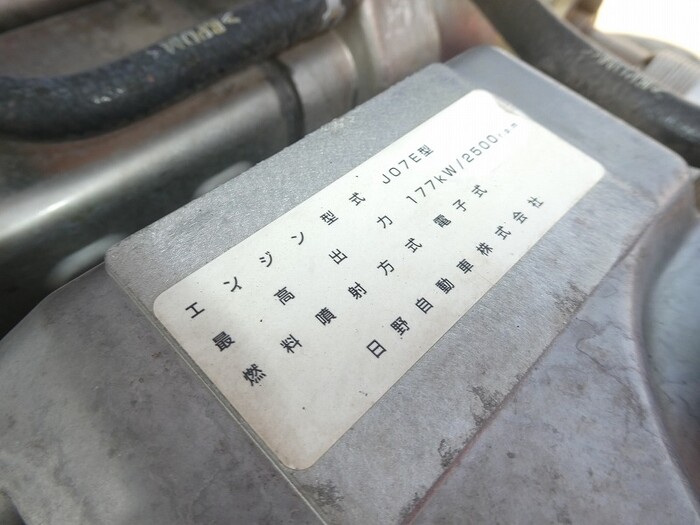 エンジン型式 J07E型
最高出力 177kW/2500rpm
燃料噴射方式 電子式
日野自動車株式会社